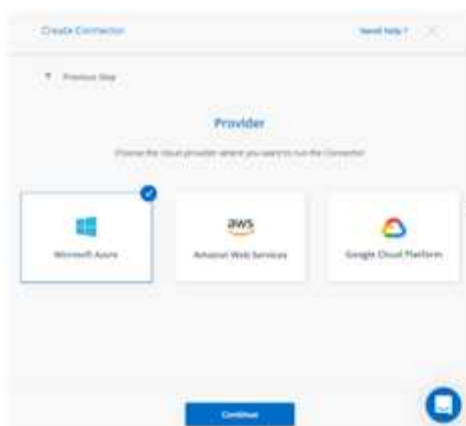 Create Connector
Need help ?
Previous Step
Provider
Choose the cloud provider where you want to run the Connector
Microsoft Azure
aws
Amazon Web Services
Google Cloud Platform
Continue